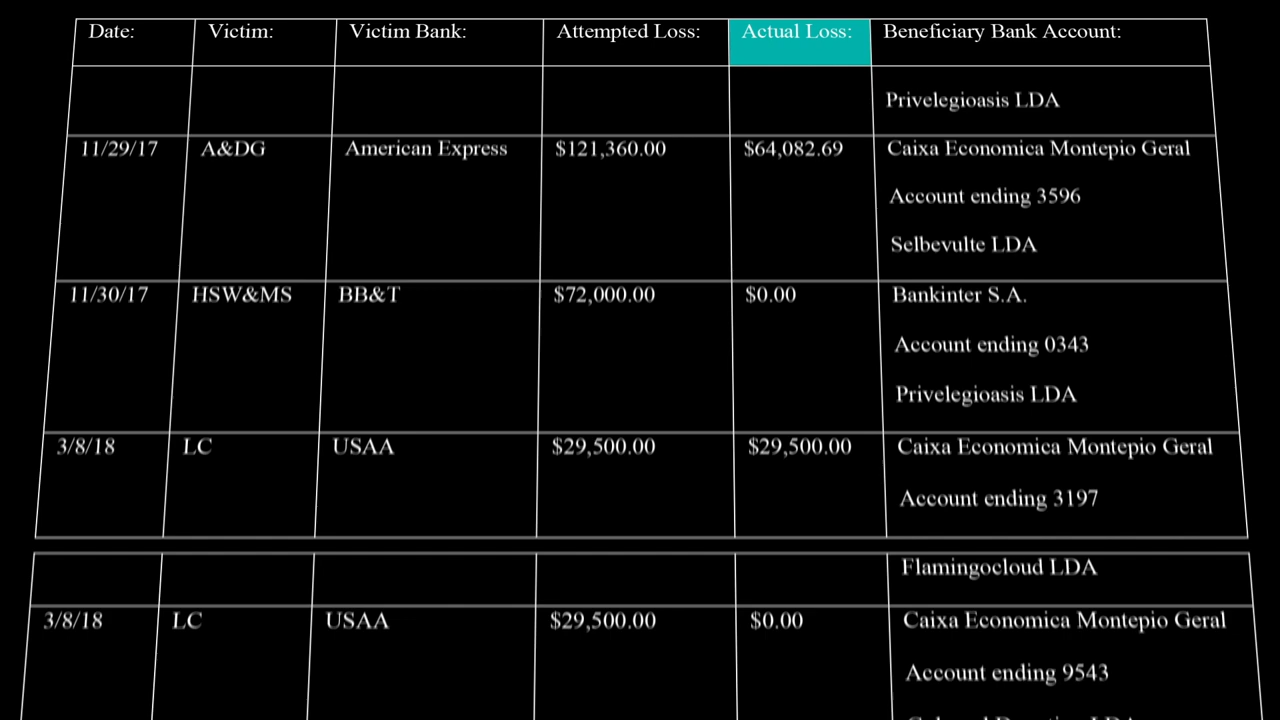 Date: Victim: Victim Bank: Attempted Loss: Actual Loss: Beneficiary Bank Account:
Privelegioasis LDA
11/29/17 A&DG American Express $121,360.00 $64,082.69 Caixa Economica Montepio Geral
Account ending 3596
Selbevulte LDA
11/30/17 HSW&MS BB&T $72,000.00 $0.00 Bankinter S.A.
Account ending 0343
Privelegioasis LDA
3/8/18 LC USAA $29,500.00 $29,500.00 Caixa Economica Montepio Geral
Account ending 3197
Flamingocloud LDA
3/8/18 LC USAA $29,500.00 $0.00 Caixa Economica Montepio Geral
Account ending 9543